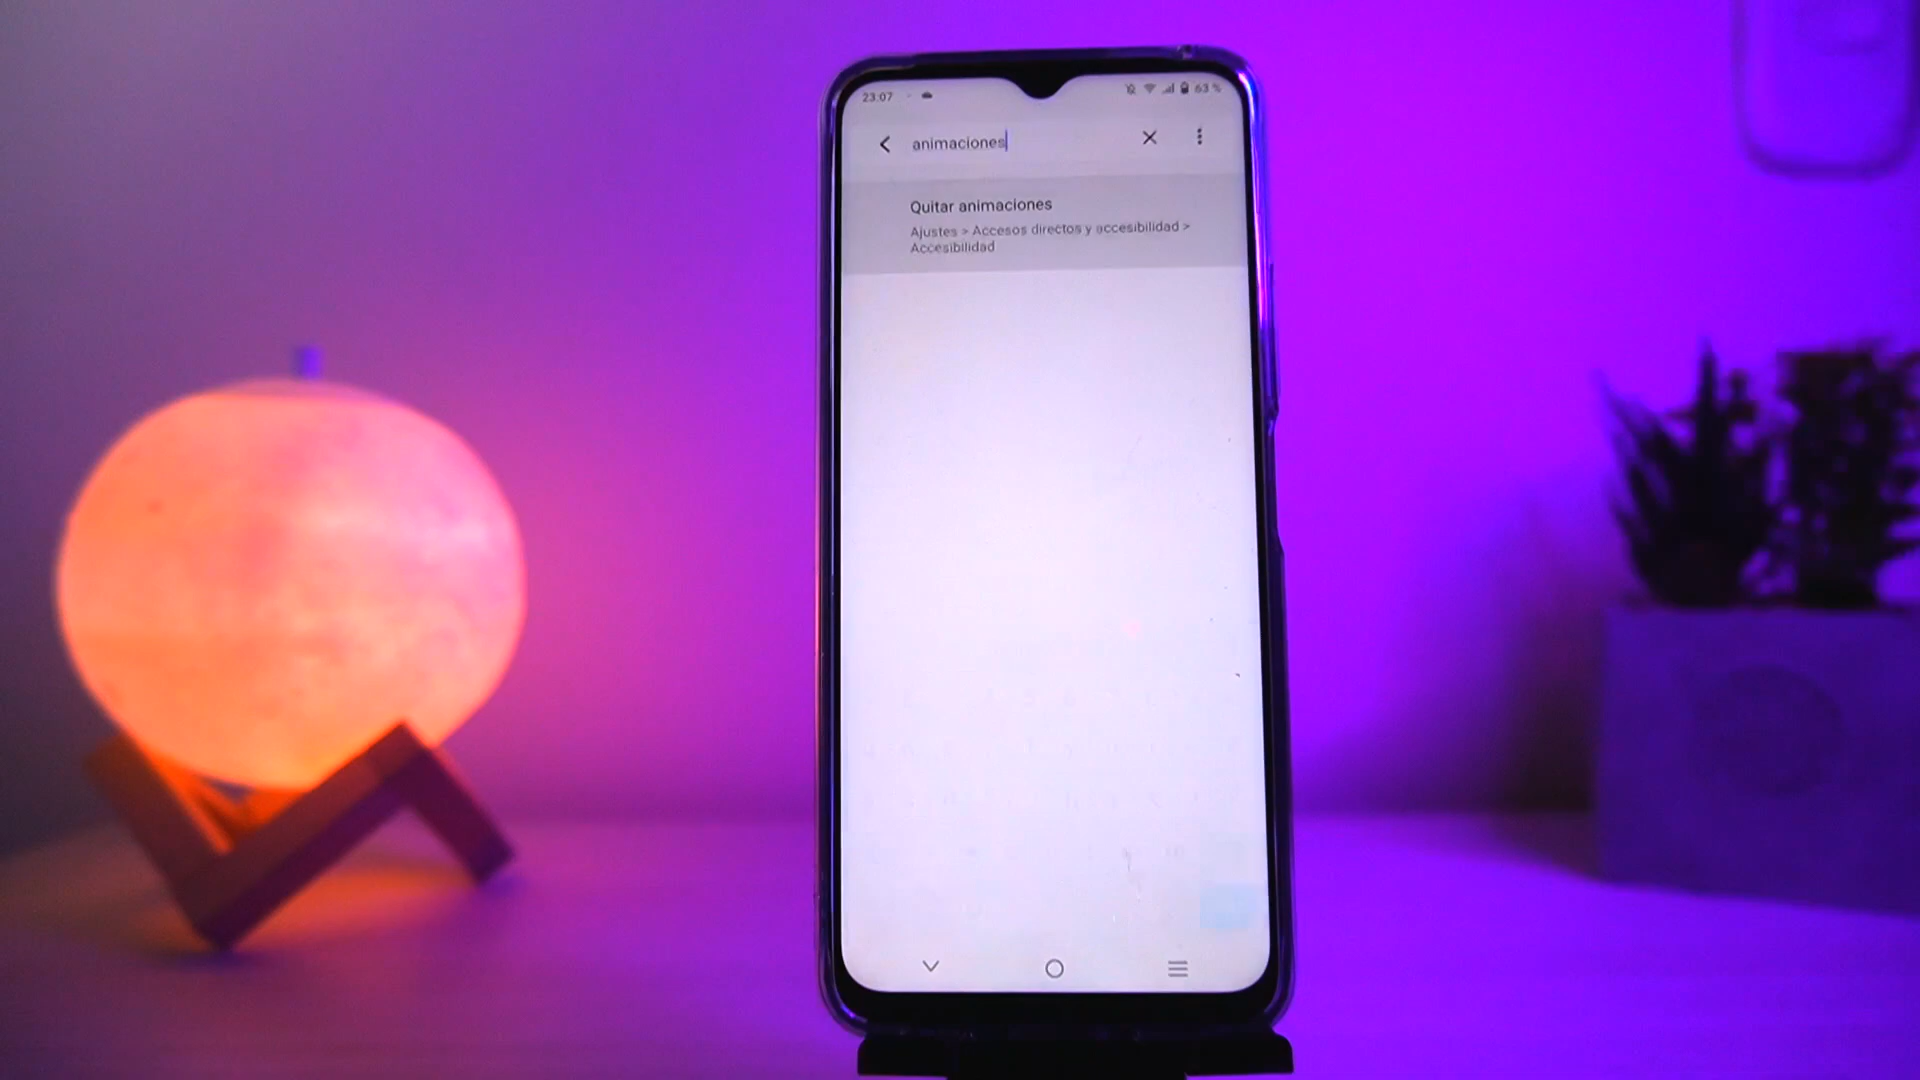 23:07
63 %
animaciones
Quitar animaciones
Ajustes > Accesos directos y accesibilidad >
Accesibilidad